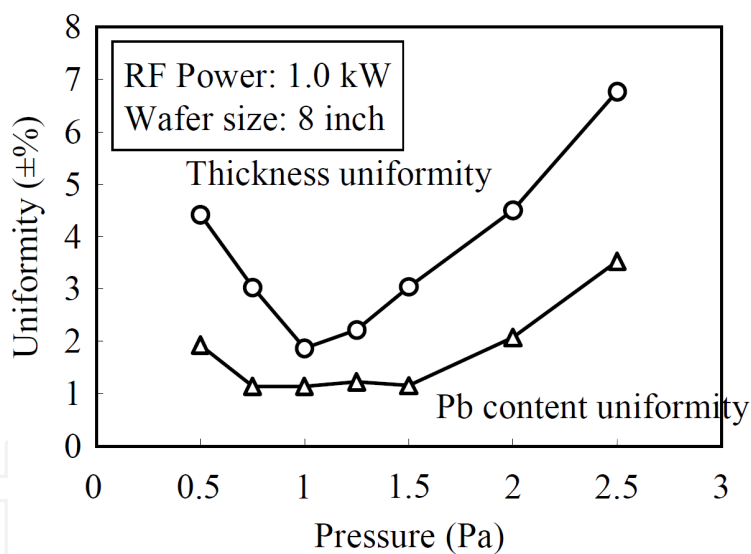 8
7
6
5
4
3
2
1
0
Uniformity (±%)
RF Power: 1.0 kW
Wafer size: 8 inch
Thickness uniformity
Pb content uniformity
0 0.5 1 1.5 2 2.5 3
Pressure (Pa)